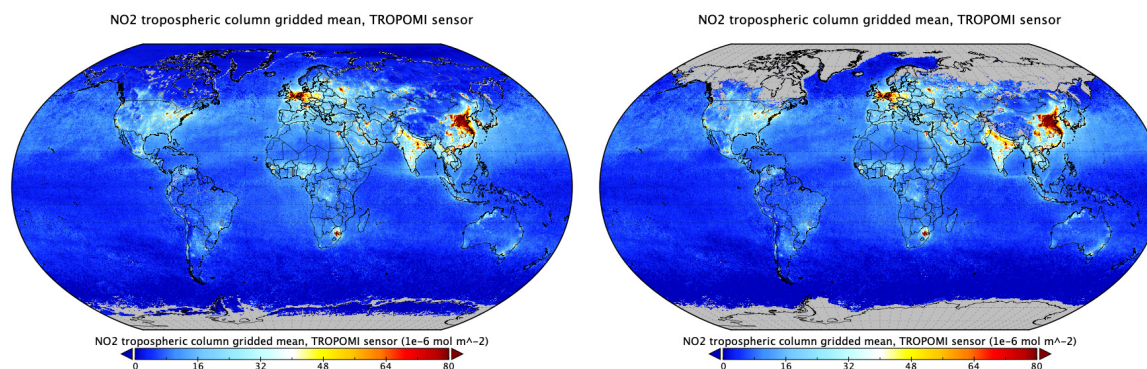 NO2 tropospheric column gridded mean, TROPOMI sensor
NO2 tropospheric column gridded mean, TROPOMI sensor (1e-6 mol m^-2)
0 16 32 48 64 80
NO2 tropospheric column gridded mean, TROPOMI sensor
NO2 tropospheric column gridded mean, TROPOMI sensor (1e-6 mol m^-2)
0 16 32 48 64 80